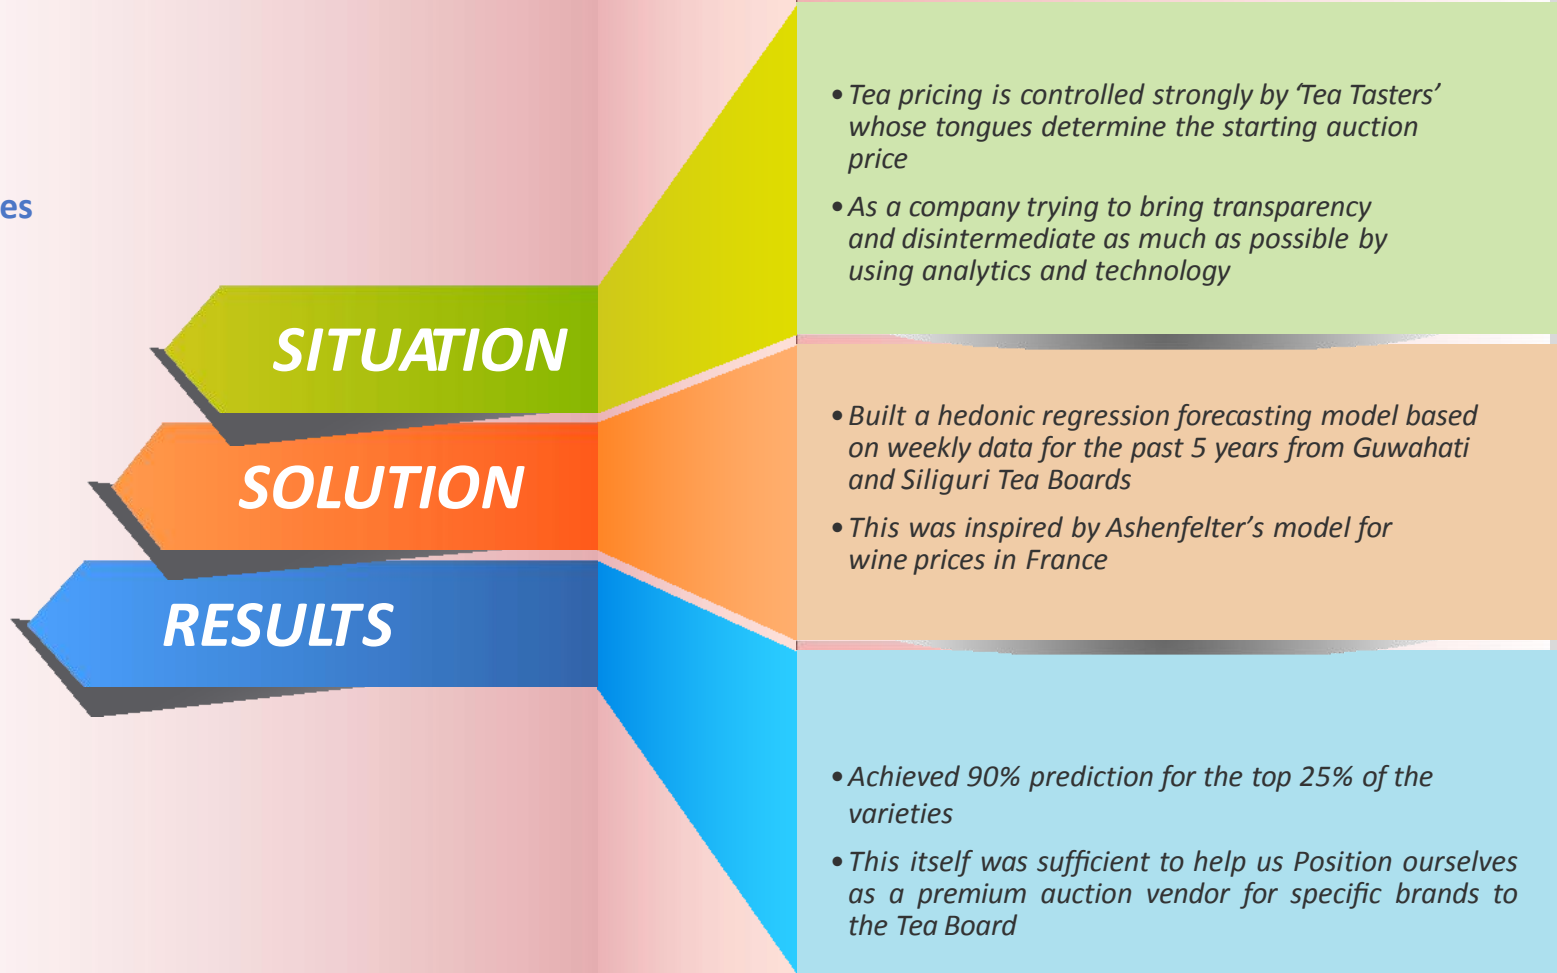 es
SITUATION
• Tea pricing is controlled strongly by ‘Tea Tasters’
whose tongues determine the starting auction
price
• As a company trying to bring transparency
and disintermediate as much as possible by
using analytics and technology
SOLUTION
• Built a hedonic regression forecasting model based
on weekly data for the past 5 years from Guwahati
and Siliguri Tea Boards
• This was inspired by Ashenfelter’s model for
wine prices in France
RESULTS
• Achieved 90% prediction for the top 25% of the
varieties
• This itself was sufficient to help us Position ourselves
as a premium auction vendor for specific brands to
the Tea Board